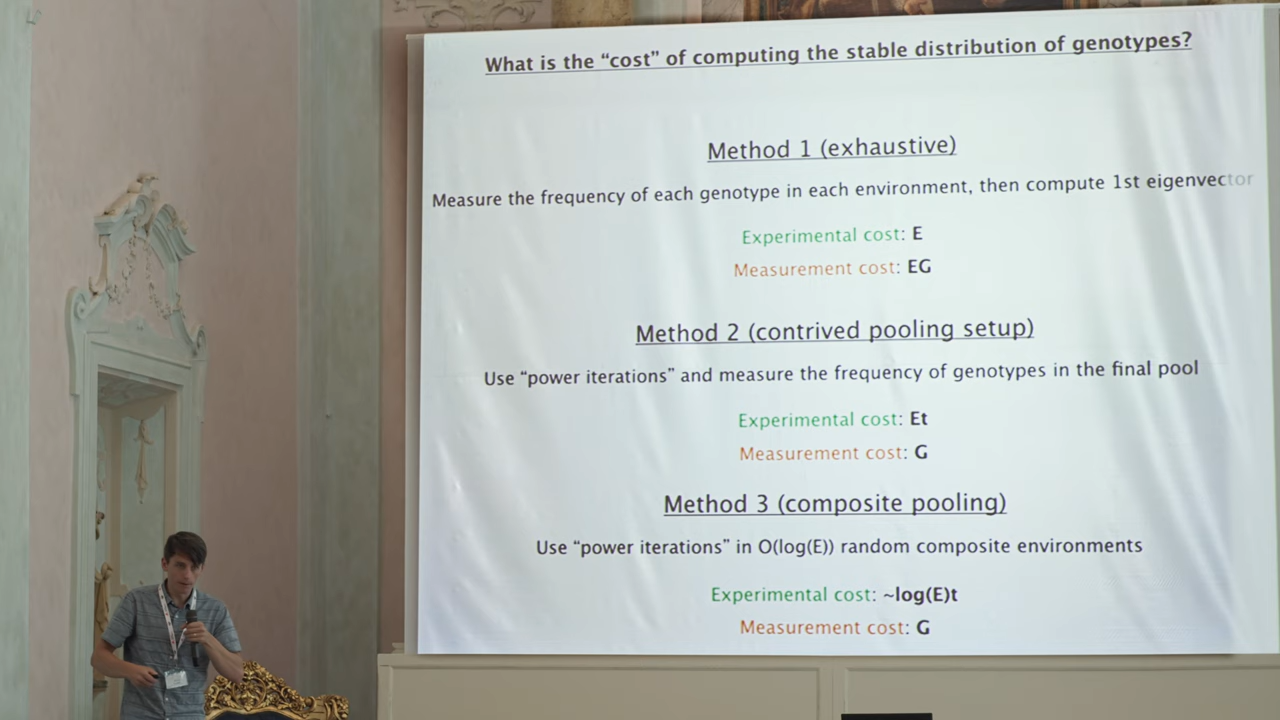 What is the “cost” of computing the stable distribution of genotypes?
Method 1 (exhaustive)
Measure the frequency of each genotype in each environment, then compute 1st eigenvector
Experimental cost: E
Measurement cost: EG
Method 2 (contrived pooling setup)
Use “power iterations” and measure the frequency of genotypes in the final pool
Experimental cost: Et
Measurement cost: G
Method 3 (composite pooling)
Use “power iterations” in O(log(E)) random composite environments
Experimental cost: ~log(E)t
Measurement cost: G